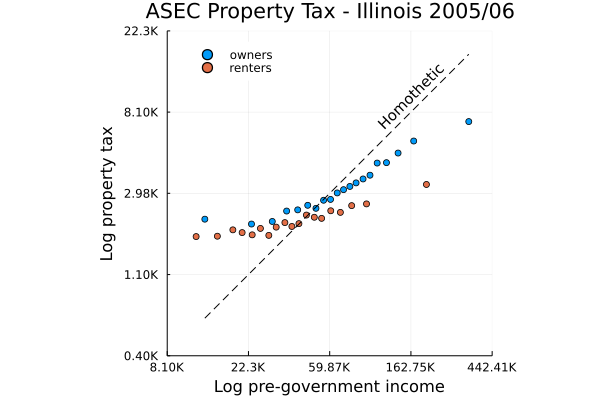 ASEC Property Tax - Illinois 2005/06
22.3K
owners
renters
Homothetic
8.10K
Log property tax
2.98K
1.10K
0.40K
8.10K 22.3K 59.87K 162.75K 442.41K
Log pre-government income